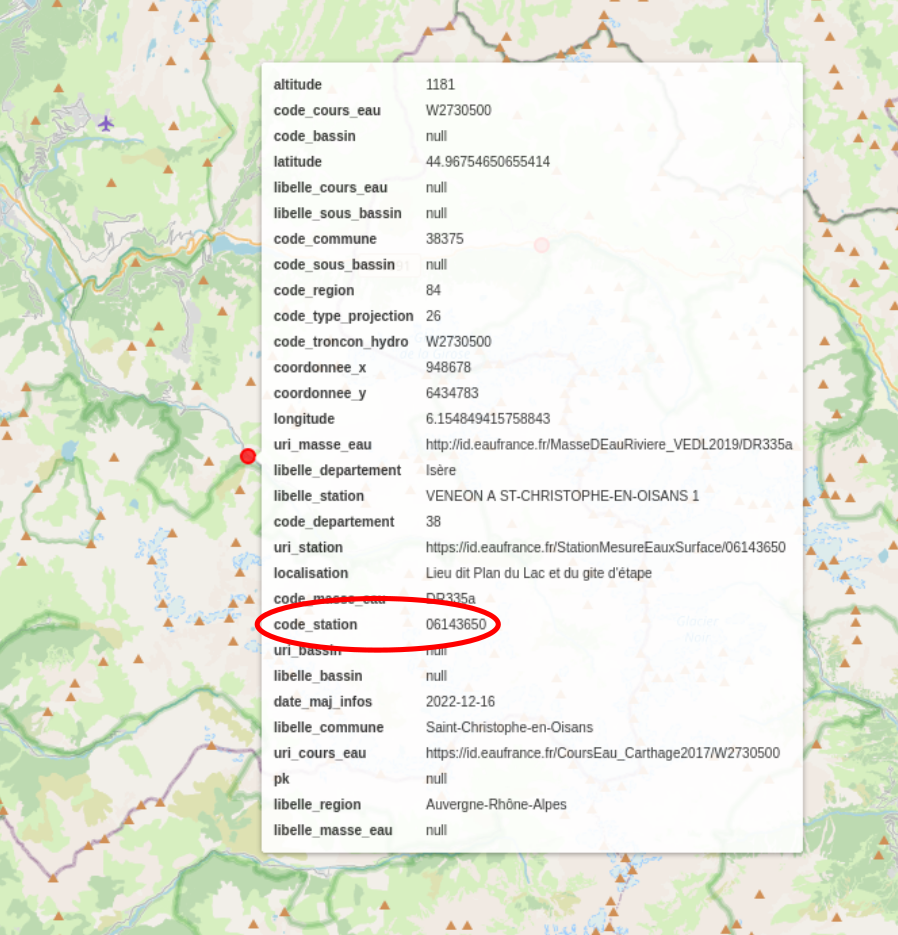 altitude 1181
code_cours_eau W2730500
code_bassin null
latitude 44.96754650655414
libelle_cours_eau null
libelle_sous_bassin null
code_commune 38375
code_sous_bassin null
code_region 84
code_type_projection 26
code_troncon_hydro W2730500
coordonnee_x 948678
coordonnee_y 6434783
longitude 6.154849415758843
uri_masse_eau http://id.eaufrance.fr/MasseDEauRiviere_VEDL2019/DR335a
libelle_departement Isère
libelle_station VENEON A ST-CHRISTOPHE-EN-OISANS 1
code_departement 38
uri_station https://id.eaufrance.fr/StationMesureEauxSurface/06143650
localisation Lieu dit Plan du Lac et du gite d'étape
code_masse_eau DR335a
code_station 06143650
uri_bassin null
libelle_bassin null
date_maj_infos 2022-12-16
libelle_commune Saint-Christophe-en-Oisans
uri_cours_eau https://id.eaufrance.fr/CoursEau_Carthage2017/W2730500
pk null
libelle_region Auvergne-Rhône-Alpes
libelle_masse_eau null
Glacier
Noir